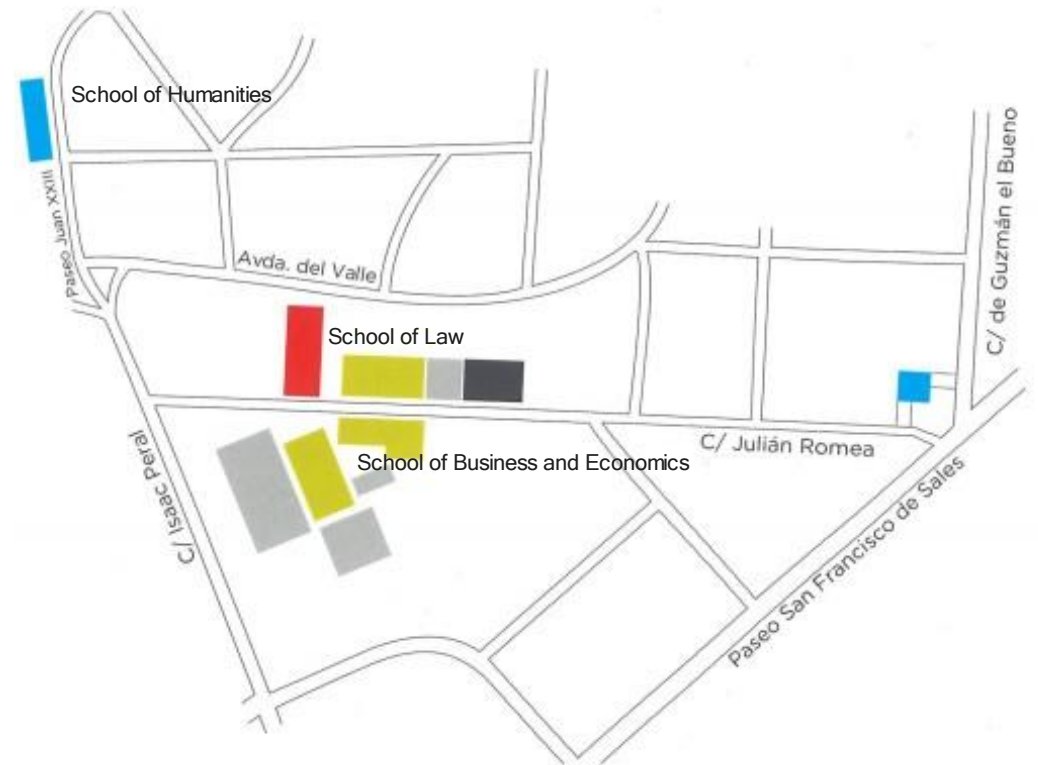 School of Humanities
Paseo Juan XXIII
C/ de Guzmán el Bueno
Avda. del Valle
School of Law
C/ Julián Romea
C/ Isaac Peral
School of Business and Economics
Paseo San Francisco de Sales